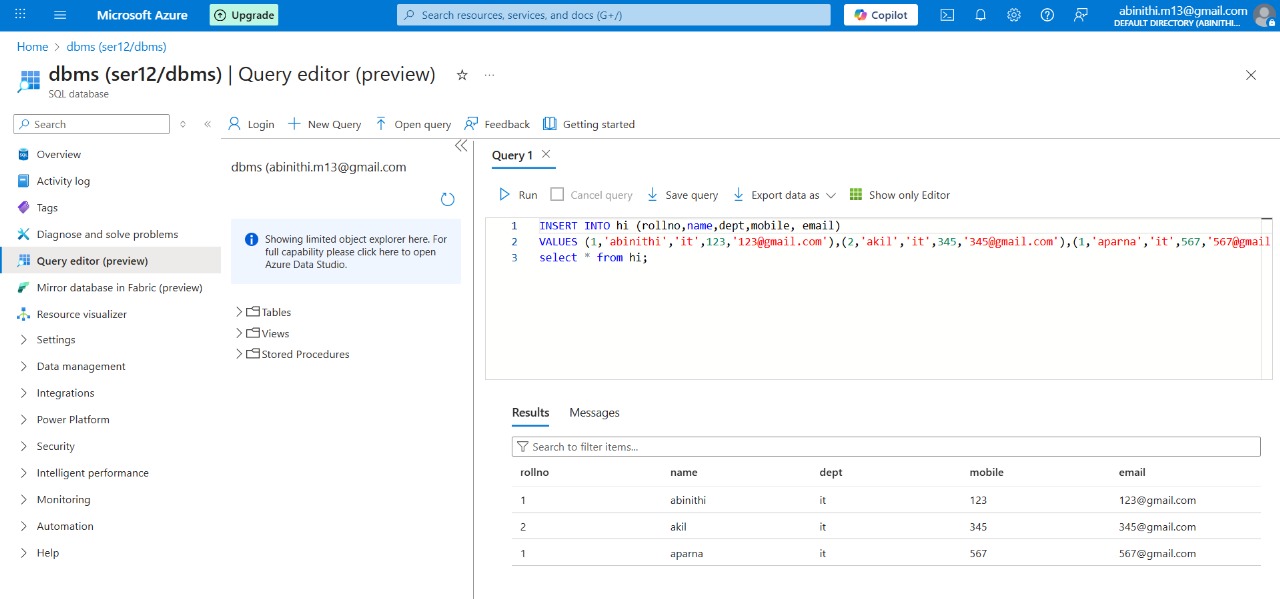 Microsoft Azure
Upgrade
Search resources, services, and docs (G+/)
Copilot
abinithi.m13@gmail.com
DEFAULT DIRECTORY (ABINITHI....
Home > dbms (ser12/dbms)
dbms (ser12/dbms) | Query editor (preview)
SQL database
Search
Overview
Activity log
Tags
Diagnose and solve problems
Query editor (preview)
Mirror database in Fabric (preview)
Resource visualizer
Settings
Data management
Integrations
Power Platform
Security
Intelligent performance
Monitoring
Automation
Help
Login
New Query
Open query
Feedback
Getting started
dbms (abinithi.m13@gmail.com
Showing limited object explorer here. For
full capability please click here to open
Azure Data Studio.
Tables
Views
Stored Procedures
Query 1
Run
Cancel query
Save query
Export data as
Show only Editor
1 INSERT INTO hi (rollno,name,dept,mobile, email)
2 VALUES (1,'abinithi','it',123,'123@gmail.com'),(2,'akil','it',345,'345@gmail.com'),(1,'aparna','it',567,'567@gmail
3 select * from hi;
Results Messages
Search to filter items...
rollno name dept mobile email
1 abinithi it 123 123@gmail.com
2 akil it 345 345@gmail.com
1 aparna it 567 567@gmail.com